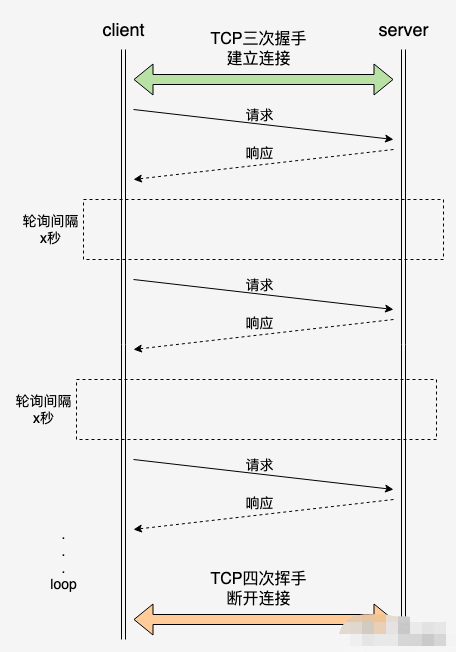 client
server
TCP三次握手
建立连接
请求
响应
轮询间隔
x秒
请求
响应
轮询间隔
x秒
请求
响应
.
.
.
loop
TCP四次挥手
断开连接